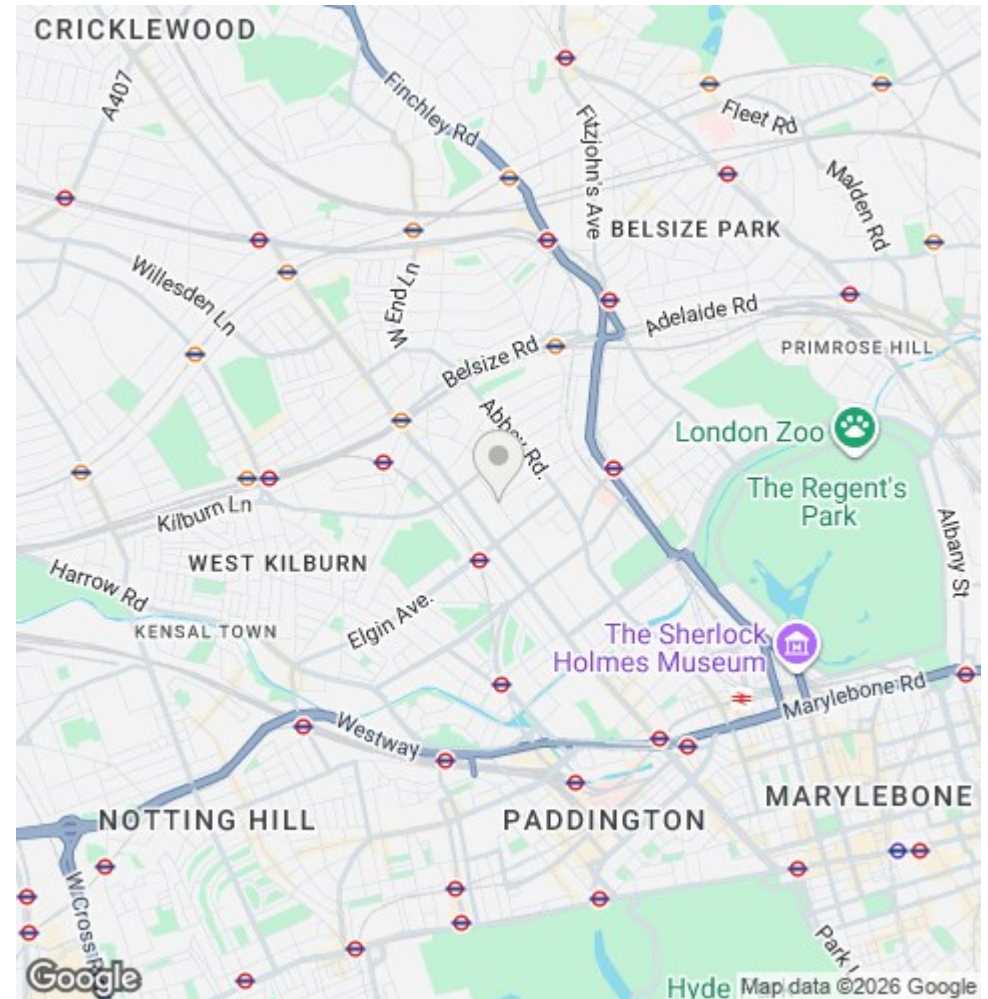 CRICKLEWOOD
A407
Finchley Rd
Fitzjohn's Ave
Fleet Rd
Malden Rd
BELSIZE PARK
Willesden Ln
W End Ln
Adelaide Rd
Belsize Rd
PRIMROSE HILL
Abbey Rd.
London Zoo
The Regent's
Park
Kilburn Ln
Albany St
WEST KILBURN
Harrow Rd
Elgin Ave.
KENSAL TOWN
The Sherlock
Holmes Museum
Marylebone Rd
Westway
MARYLEBONE
NOTTING HILL
PADDINGTON
W Cross
Park
Google
Hyde
Map data ©2026 Google